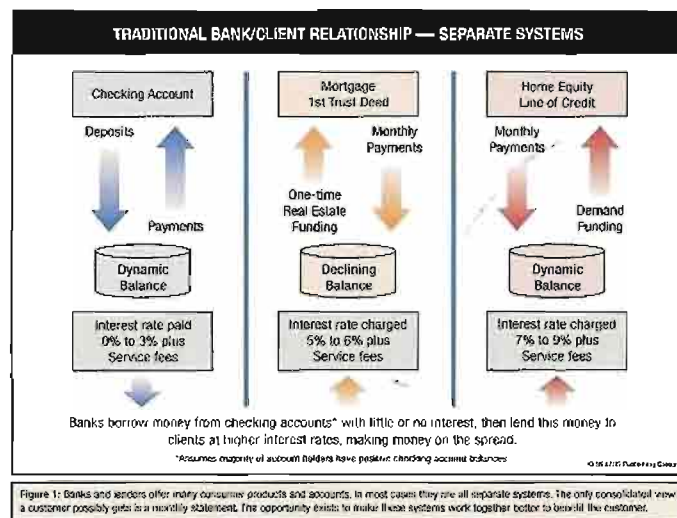 TRADITIONAL BANK/CLIENT RELATIONSHIP — SEPARATE SYSTEMS
Checking Account
Deposits
Payments
Dynamic
Balance
Interest rate paid
0% to 3% plus
Service fees
Mortgage
1st Trust Deed
Monthly
Payments
One-time
Real Estate
Funding
Declining
Balance
Interest rate charged
5% to 6% plus
Service fees
Home Equity
Line of Credit
Monthly
Payments
Demand
Funding
Dynamic
Balance
Interest rate charged
7% to 9% plus
Service fees
Banks borrow money from checking accounts* with little or no interest, then lend this money to
clients at higher interest rates, making money on the spread.
*Assumes majority of account holders have positive checking account balances
Publishing Group
Figure 1: Banks and lenders offer many consumer products and accounts. In most cases they are all separate systems. The only consolidated view
a customer possibly gets is a monthly statement. The opportunity exists to make these systems work together better to benefit the customer.